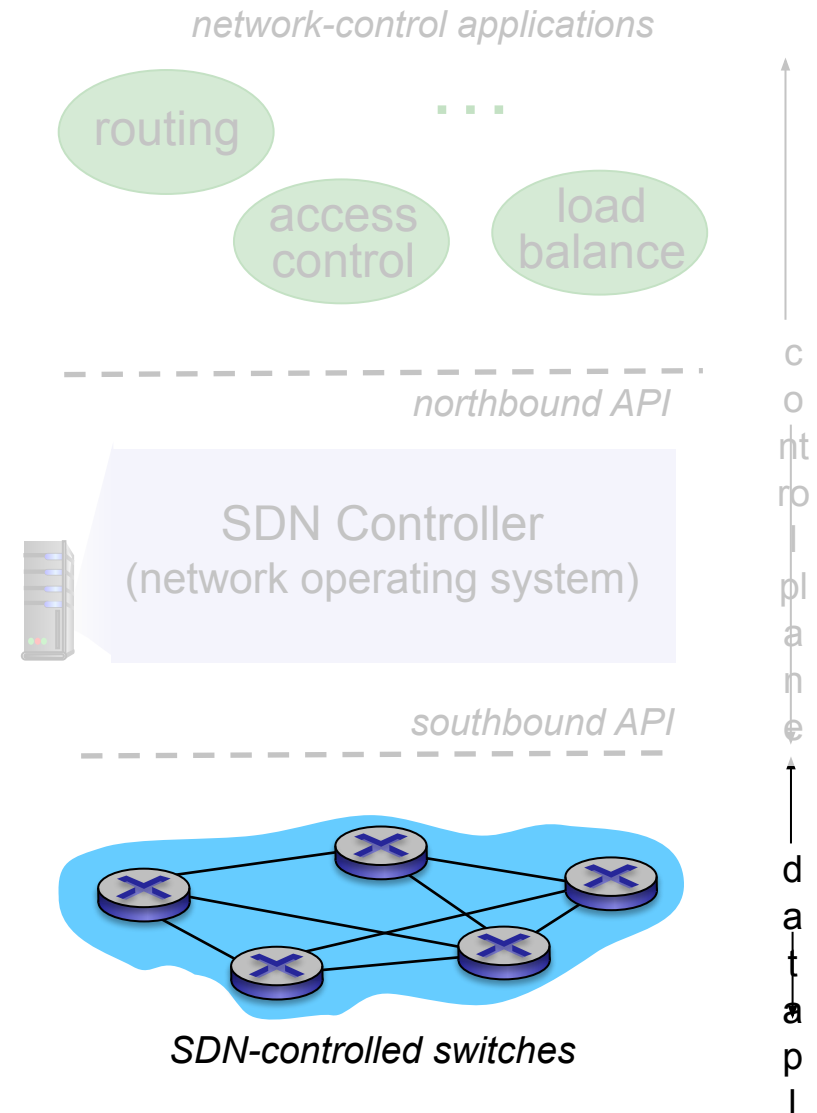 network-control applications
routing
...
access
control
load
balance
northbound API
SDN Controller
(network operating system)
southbound API
c
o
nt
ro
l
pl
a
n
e
d
a
t
a
p
l
SDN-controlled switches